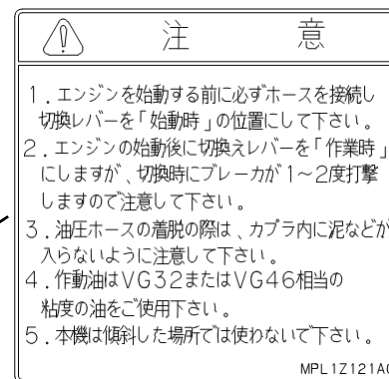 注 意
1．エンジンを始動する前に必ずホースを接続し
切換レバーを「始動時」の位置にして下さい。
2．エンジンの始動後に切換えレバーを「作業時」
にしますが、切換時にブレーカが1～2度打撃
しますので注意して下さい。
3．油圧ホースの着脱の際は、カプラ内に泥などが
入らないように注意して下さい。
4．作動油はVG32またはVG46相当の
粘度の油をご使用下さい。
5．本機は傾斜した場所では使わないで下さい。
MPL1Z121A0